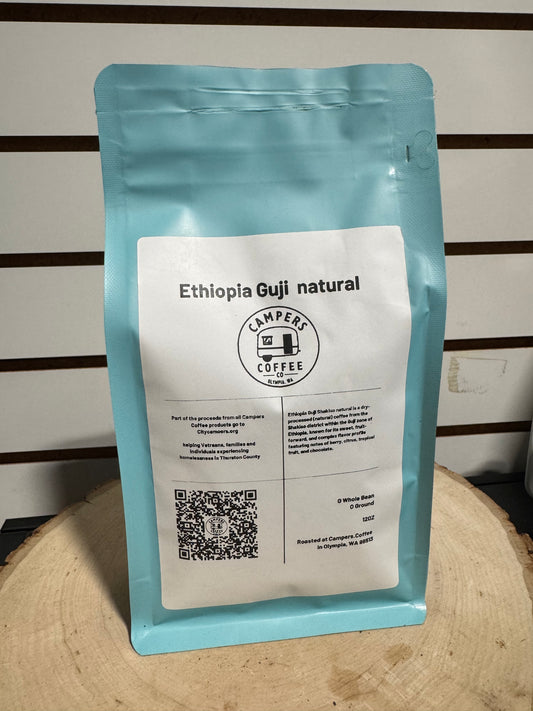 Ethiopia Guji natural
CAMPERS
COFFEE
CO
OLYMPIA, WA
Part of the proceeds from all Campers
Coffee products go to
helping Vetreans, families and
individuals experiencing
homelessness in Thurston County
Ethiopia Guji Shakiso natural is a dry-
processed (natural) coffee from the
Shakiso district within the Guji zone of
Ethiopia, known for its sweet, fruit-
forward, and complex flavor profile
featuring notes of berry, citrus, tropical
fruit, and chocolate.
O Whole Bean
O Ground
12OZ
Roasted at Campers.Coffee
in Olympia, WA 98513